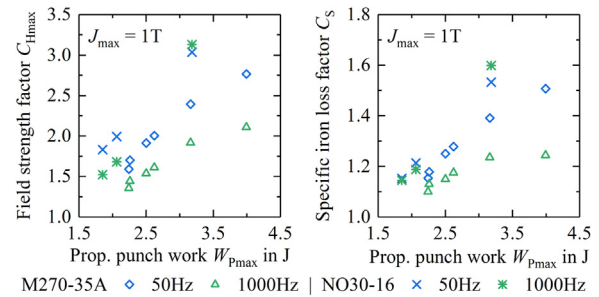 Field strength factor C_Hmax
3.5
3.0
2.5
2.0
1.5
1.0
J_max = 1T
1.5 2.5 3.5 4.5
Prop. punch work W_Pmax in J
Specific iron loss factor C_S
1.8
1.6
1.4
1.2
1.0
J_max = 1T
1.5 2.5 3.5 4.5
Prop. punch work W_Pmax in J
M270-35A 50Hz 1000Hz | NO30-16 50Hz 1000Hz